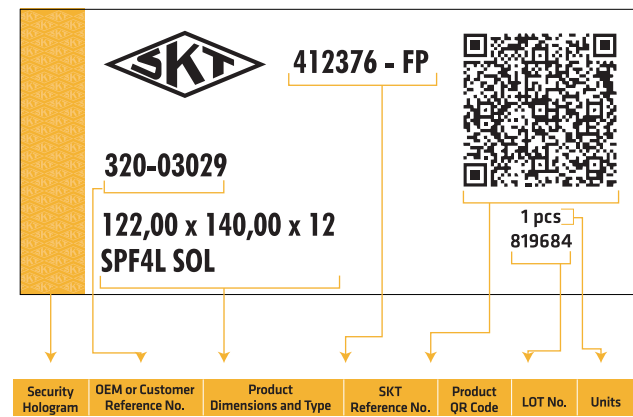 SKT
412376 - FP
320-03029
122,00 x 140,00 x 12
SPF4L SOL
1 pcs
819684
Security
Hologram
OEM or Customer
Reference No.
Product
Dimensions and Type
SKT
Reference No.
Product
QR Code
LOT No.
Units